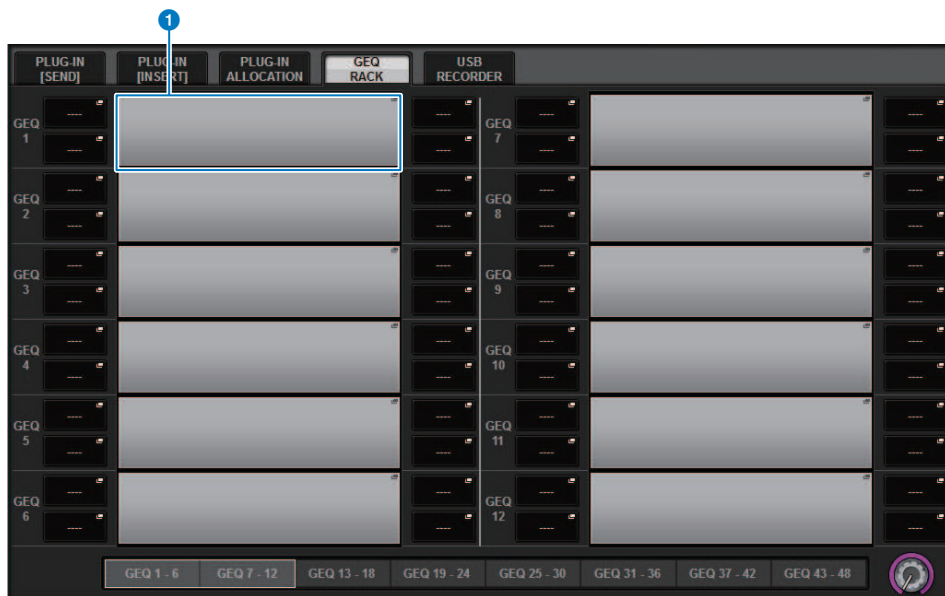 1
PLUG-IN
[SEND]
PLUG-IN
[INSERT]
PLUG-IN
ALLOCATION
GEQ
RACK
USB
RECORDER
GEQ
1
----
----
----
----
GEQ
7
----
----
----
----
GEQ
2
----
----
----
----
GEQ
8
----
----
----
----
GEQ
3
----
----
----
----
GEQ
9
----
----
----
----
GEQ
4
----
----
----
----
GEQ
10
----
----
----
----
GEQ
5
----
----
----
----
GEQ
11
----
----
----
----
GEQ
6
----
----
----
----
GEQ
12
----
----
----
----
GEQ 1 - 6
GEQ 7 - 12
GEQ 13 - 18
GEQ 19 - 24
GEQ 25 - 30
GEQ 31 - 36
GEQ 37 - 42
GEQ 43 - 48